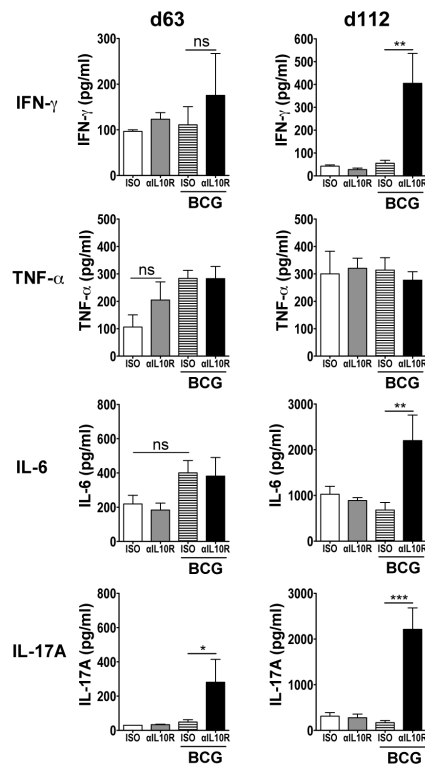 d63 d112
IFN-γ
IFN-γ (pg/ml)
300
200
100
0
ns
ISO αIL10R ISO αIL10R
BCG
IFN-γ (pg/ml)
600
500
400
300
200
100
0
**
ISO αIL10R ISO αIL10R
BCG
TNF-α
TNF-α (pg/ml)
500
400
300
200
100
0
ns
ISO αIL10R ISO αIL10R
BCG
TNF-α (pg/ml)
500
400
300
200
100
0
ISO αIL10R ISO αIL10R
BCG
IL-6
IL-6 (pg/ml)
800
600
400
200
0
ns
ISO αIL10R ISO αIL10R
BCG
IL-6 (pg/ml)
3000
2000
1000
0
**
ISO αIL10R ISO αIL10R
BCG
IL-17A
IL-17A (pg/ml)
800
600
400
200
0
*
ISO αIL10R ISO αIL10R
BCG
IL-17A (pg/ml)
3000
2000
1000
0
***
ISO αIL10R ISO αIL10R
BCG